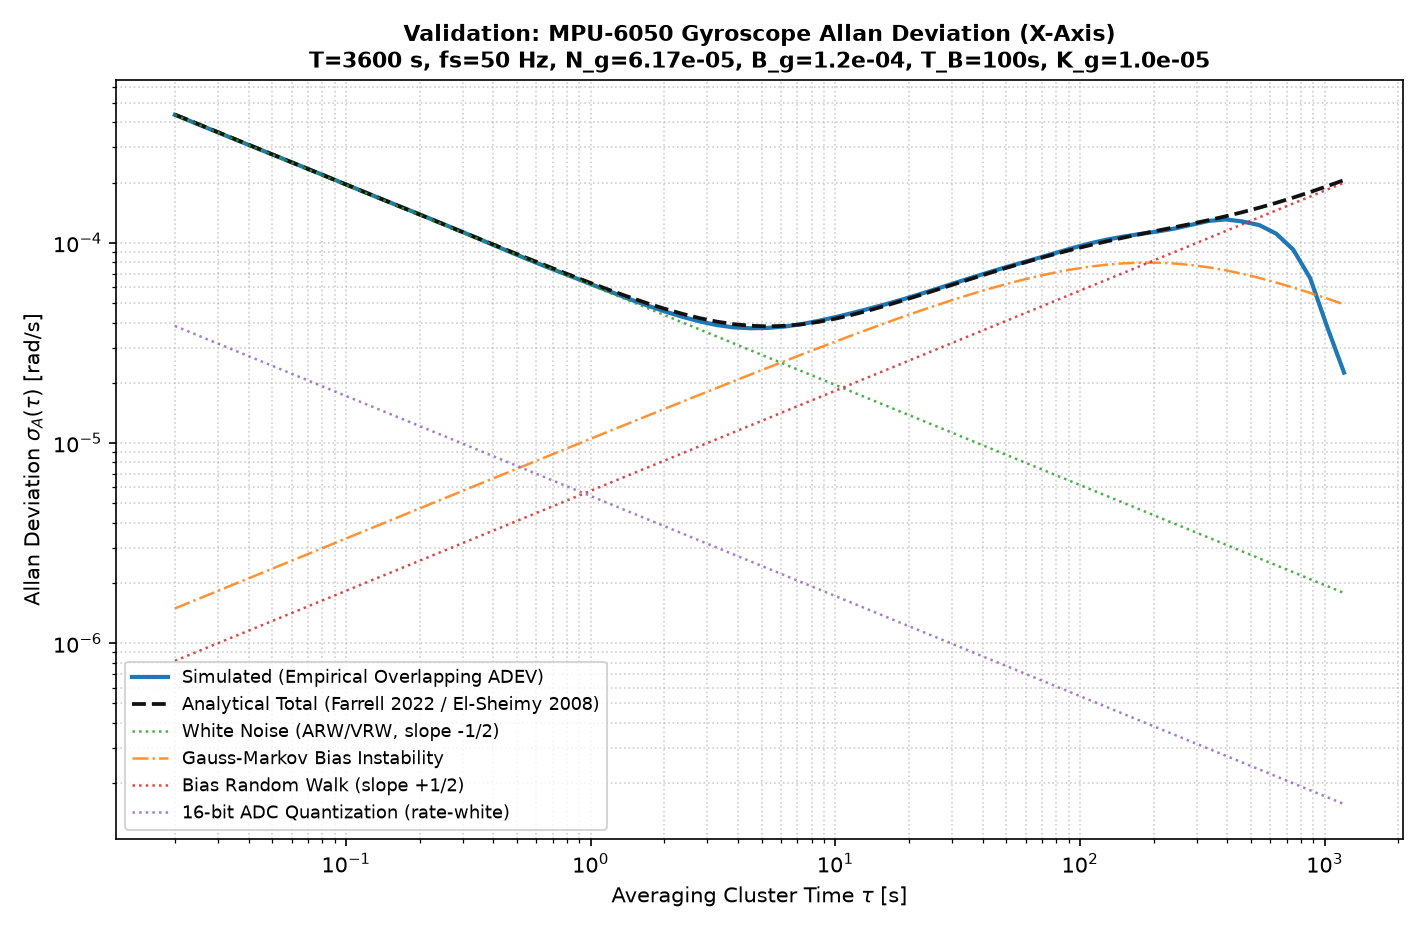 Validation: MPU-6050 Gyroscope Allan Deviation (X-Axis)
T=3600 s, fs=50 Hz, N_g=6.17e-05, B_g=1.2e-04, T_B=100s, K_g=1.0e-05
Allan Deviation σ_A(τ) [rad/s]
10⁻⁴
10⁻⁵
10⁻⁶
Simulated (Empirical Overlapping ADEV)
Analytical Total (Farrell 2022 / El-Sheimy 2008)
White Noise (ARW/VRW, slope -1/2)
Gauss-Markov Bias Instability
Bias Random Walk (slope +1/2)
16-bit ADC Quantization (rate-white)
10⁻¹ 10⁰ 10¹ 10² 10³
Averaging Cluster Time τ [s]